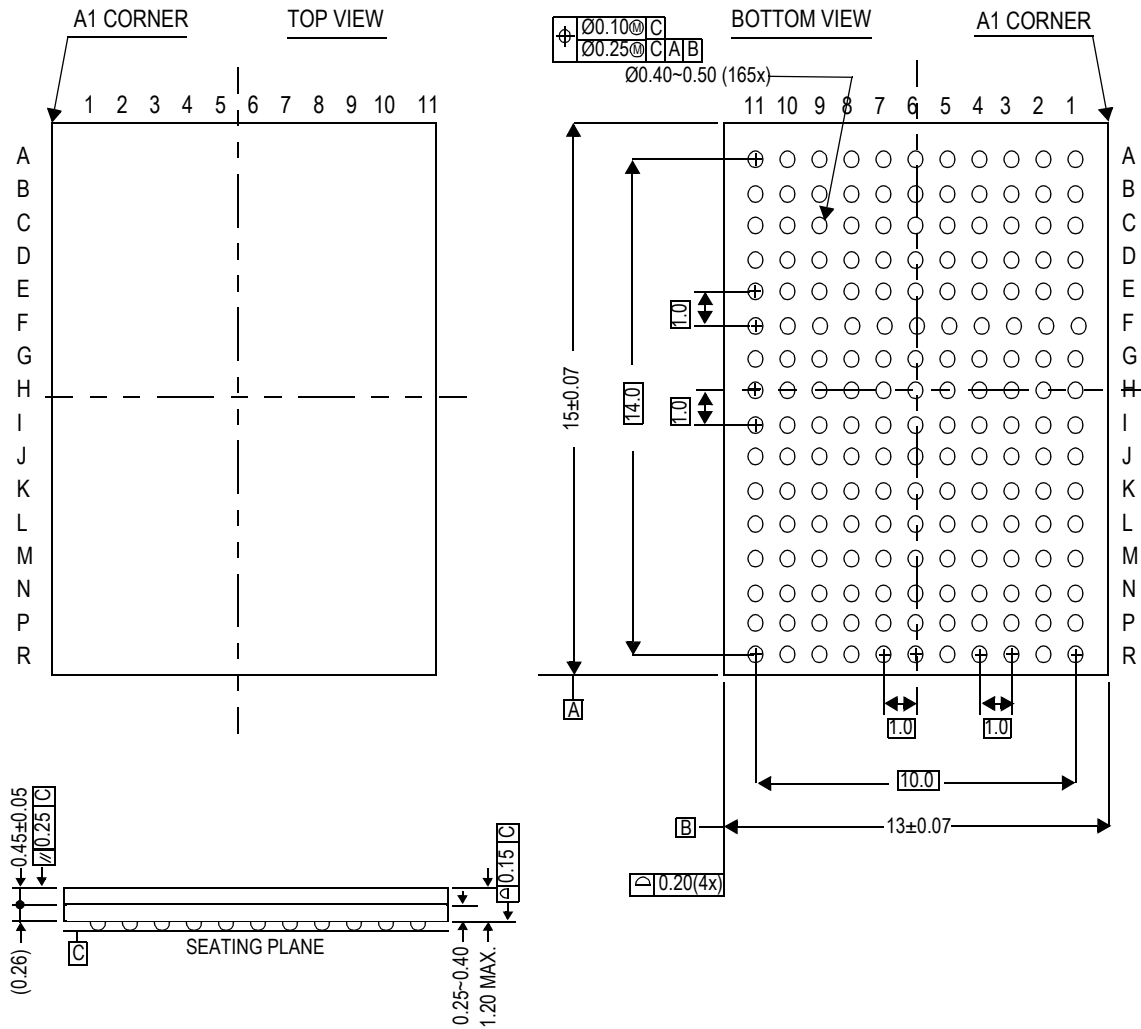 A1 CORNER
TOP VIEW
1 2 3 4 5 6 7 8 9 10 11
A
B
C
D
E
F
G
H
I
J
K
L
M
N
P
R
BOTTOM VIEW
A1 CORNER
Ø0.10Ⓜ C
Ø0.25Ⓜ C A B
Ø0.40~0.50 (165x)
11 10 9 8 7 6 5 4 3 2 1
A
B
C
D
E
F
G
H
I
J
K
L
M
N
P
R
15±0.07
14.0
1.0
1.0
A
1.0
1.0
10.0
B
13±0.07
⌓ 0.20(4x)
0.45±0.05
// 0.25 C
(0.26)
C
SEATING PLANE
⌓ 0.15 C
0.25~0.40
1.20 MAX.